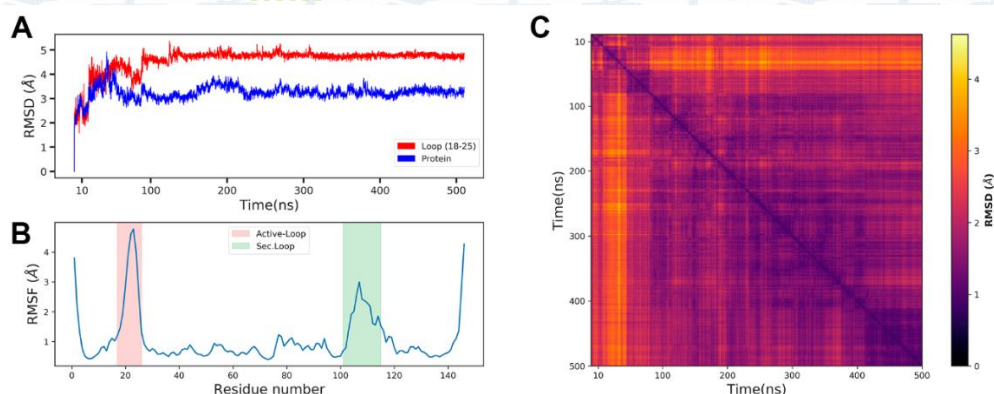 A
RMSD (Å)
5
4
3
2
1
0
Loop (18-25)
Protein
10
100
200
300
400
500
Time(ns)
B
RMSF (Å)
4
3
2
1
Active-Loop
Sec.Loop
0
20
40
60
80
100
120
140
Residue number
C
Time(ns)
10
100
200
300
400
500
10
100
200
300
400
500
Time(ns)
4
3
2
1
0
RMSD (Å)